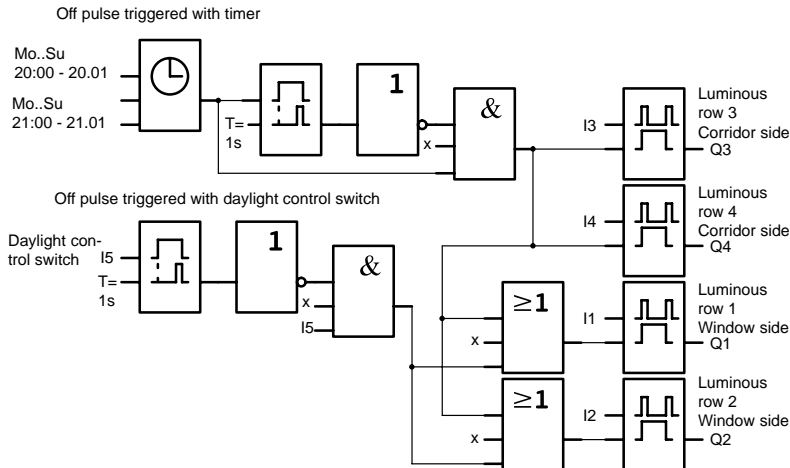 Off pulse triggered with timer
Mo..Su
20:00 - 20.01
Mo..Su
21:00 - 21.01
T=
1s
1
x
&
I3
Luminous
row 3
Corridor side
Q3
Off pulse triggered with daylight control switch
I4
Luminous
row 4
Corridor side
Q4
Daylight con-
trol switch
I5
T=
1s
1
x
I5
&
≥1
x
I1
Luminous
row 1
Window side
Q1
≥1
x
I2
Luminous
row 2
Window side
Q2